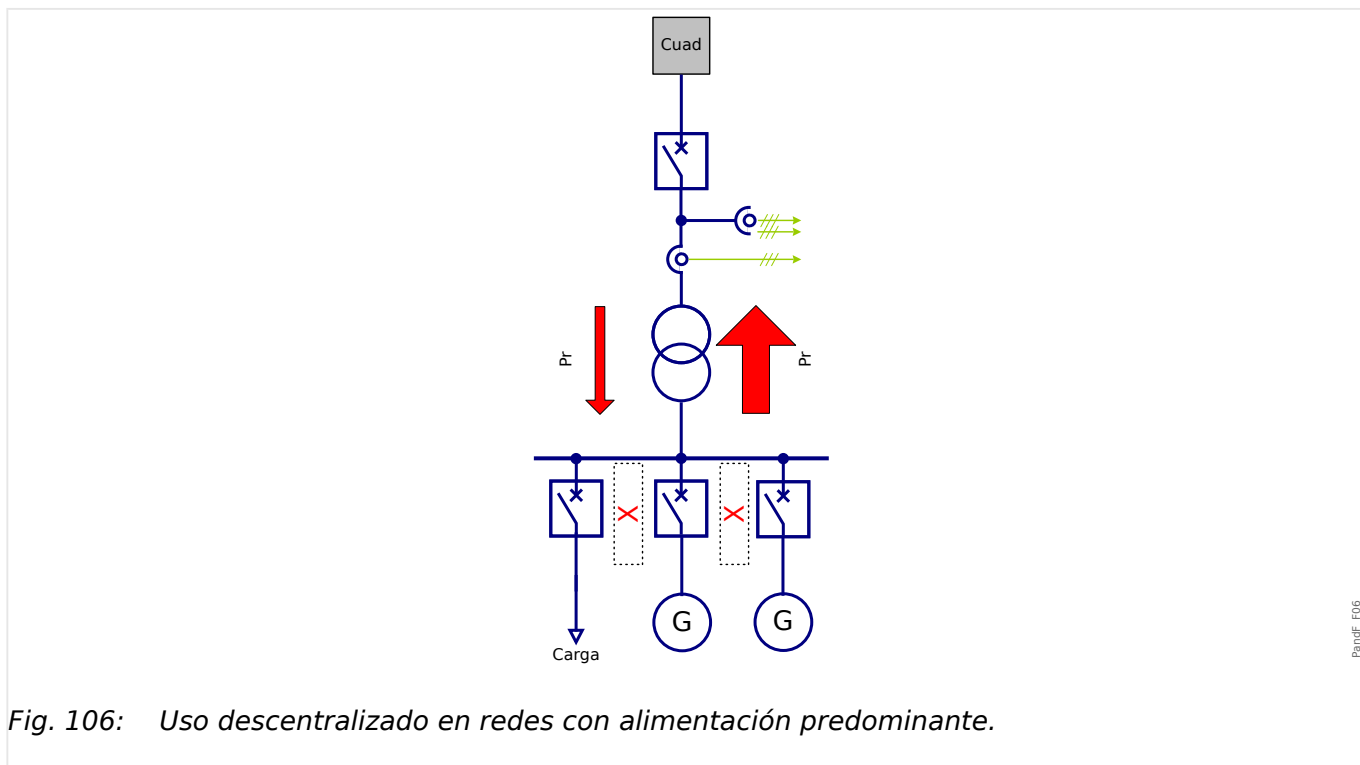 Cuad
Pr
Pr
G
G
Carga
PandF_F06
Fig. 106: Uso descentralizado en redes con alimentación predominante.